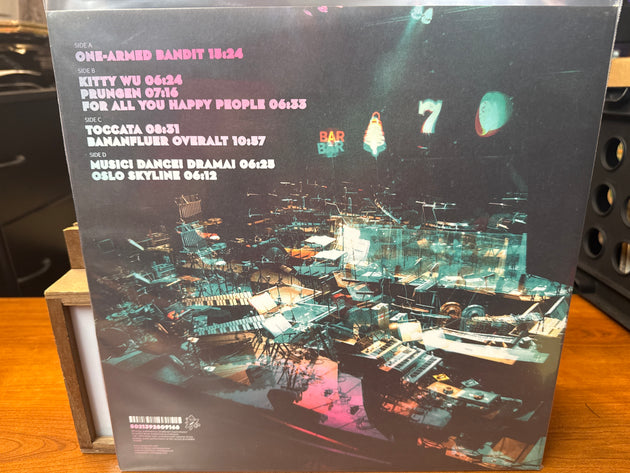 SIDE A
ONE-ARMED BANDIT 15:24
SIDE B
KITTY WU 06:24
PRUNGEN 07:16
FOR ALL YOU HAPPY PEOPLE 06:33
SIDE C
TOCCATA 08:31
BANANFLUER OVERALT 10:37
SIDE D
MUSIC! DANCE! DRAMA! 06:23
OSLO SKYLINE 06:12
BAR
BAR
7